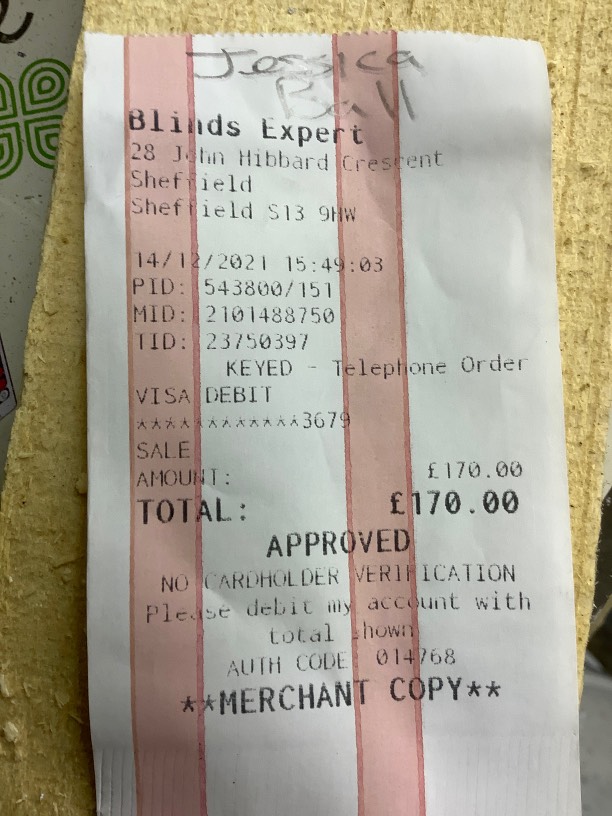 Jessica
Ball
Blinds Expert
28 John Hibbard Crescent
Sheffield
Sheffield S13 9HW
14/12/2021 15:49:03
PID: 543800/151
MID: 2101488750
TID: 23750397
KEYED - Telephone Order
VISA DEBIT
************3679
SALE
AMOUNT: £170.00
TOTAL: £170.00
APPROVED
NO CARDHOLDER VERIFICATION
Please debit my account with
total shown
AUTH CODE 014768
**MERCHANT COPY**